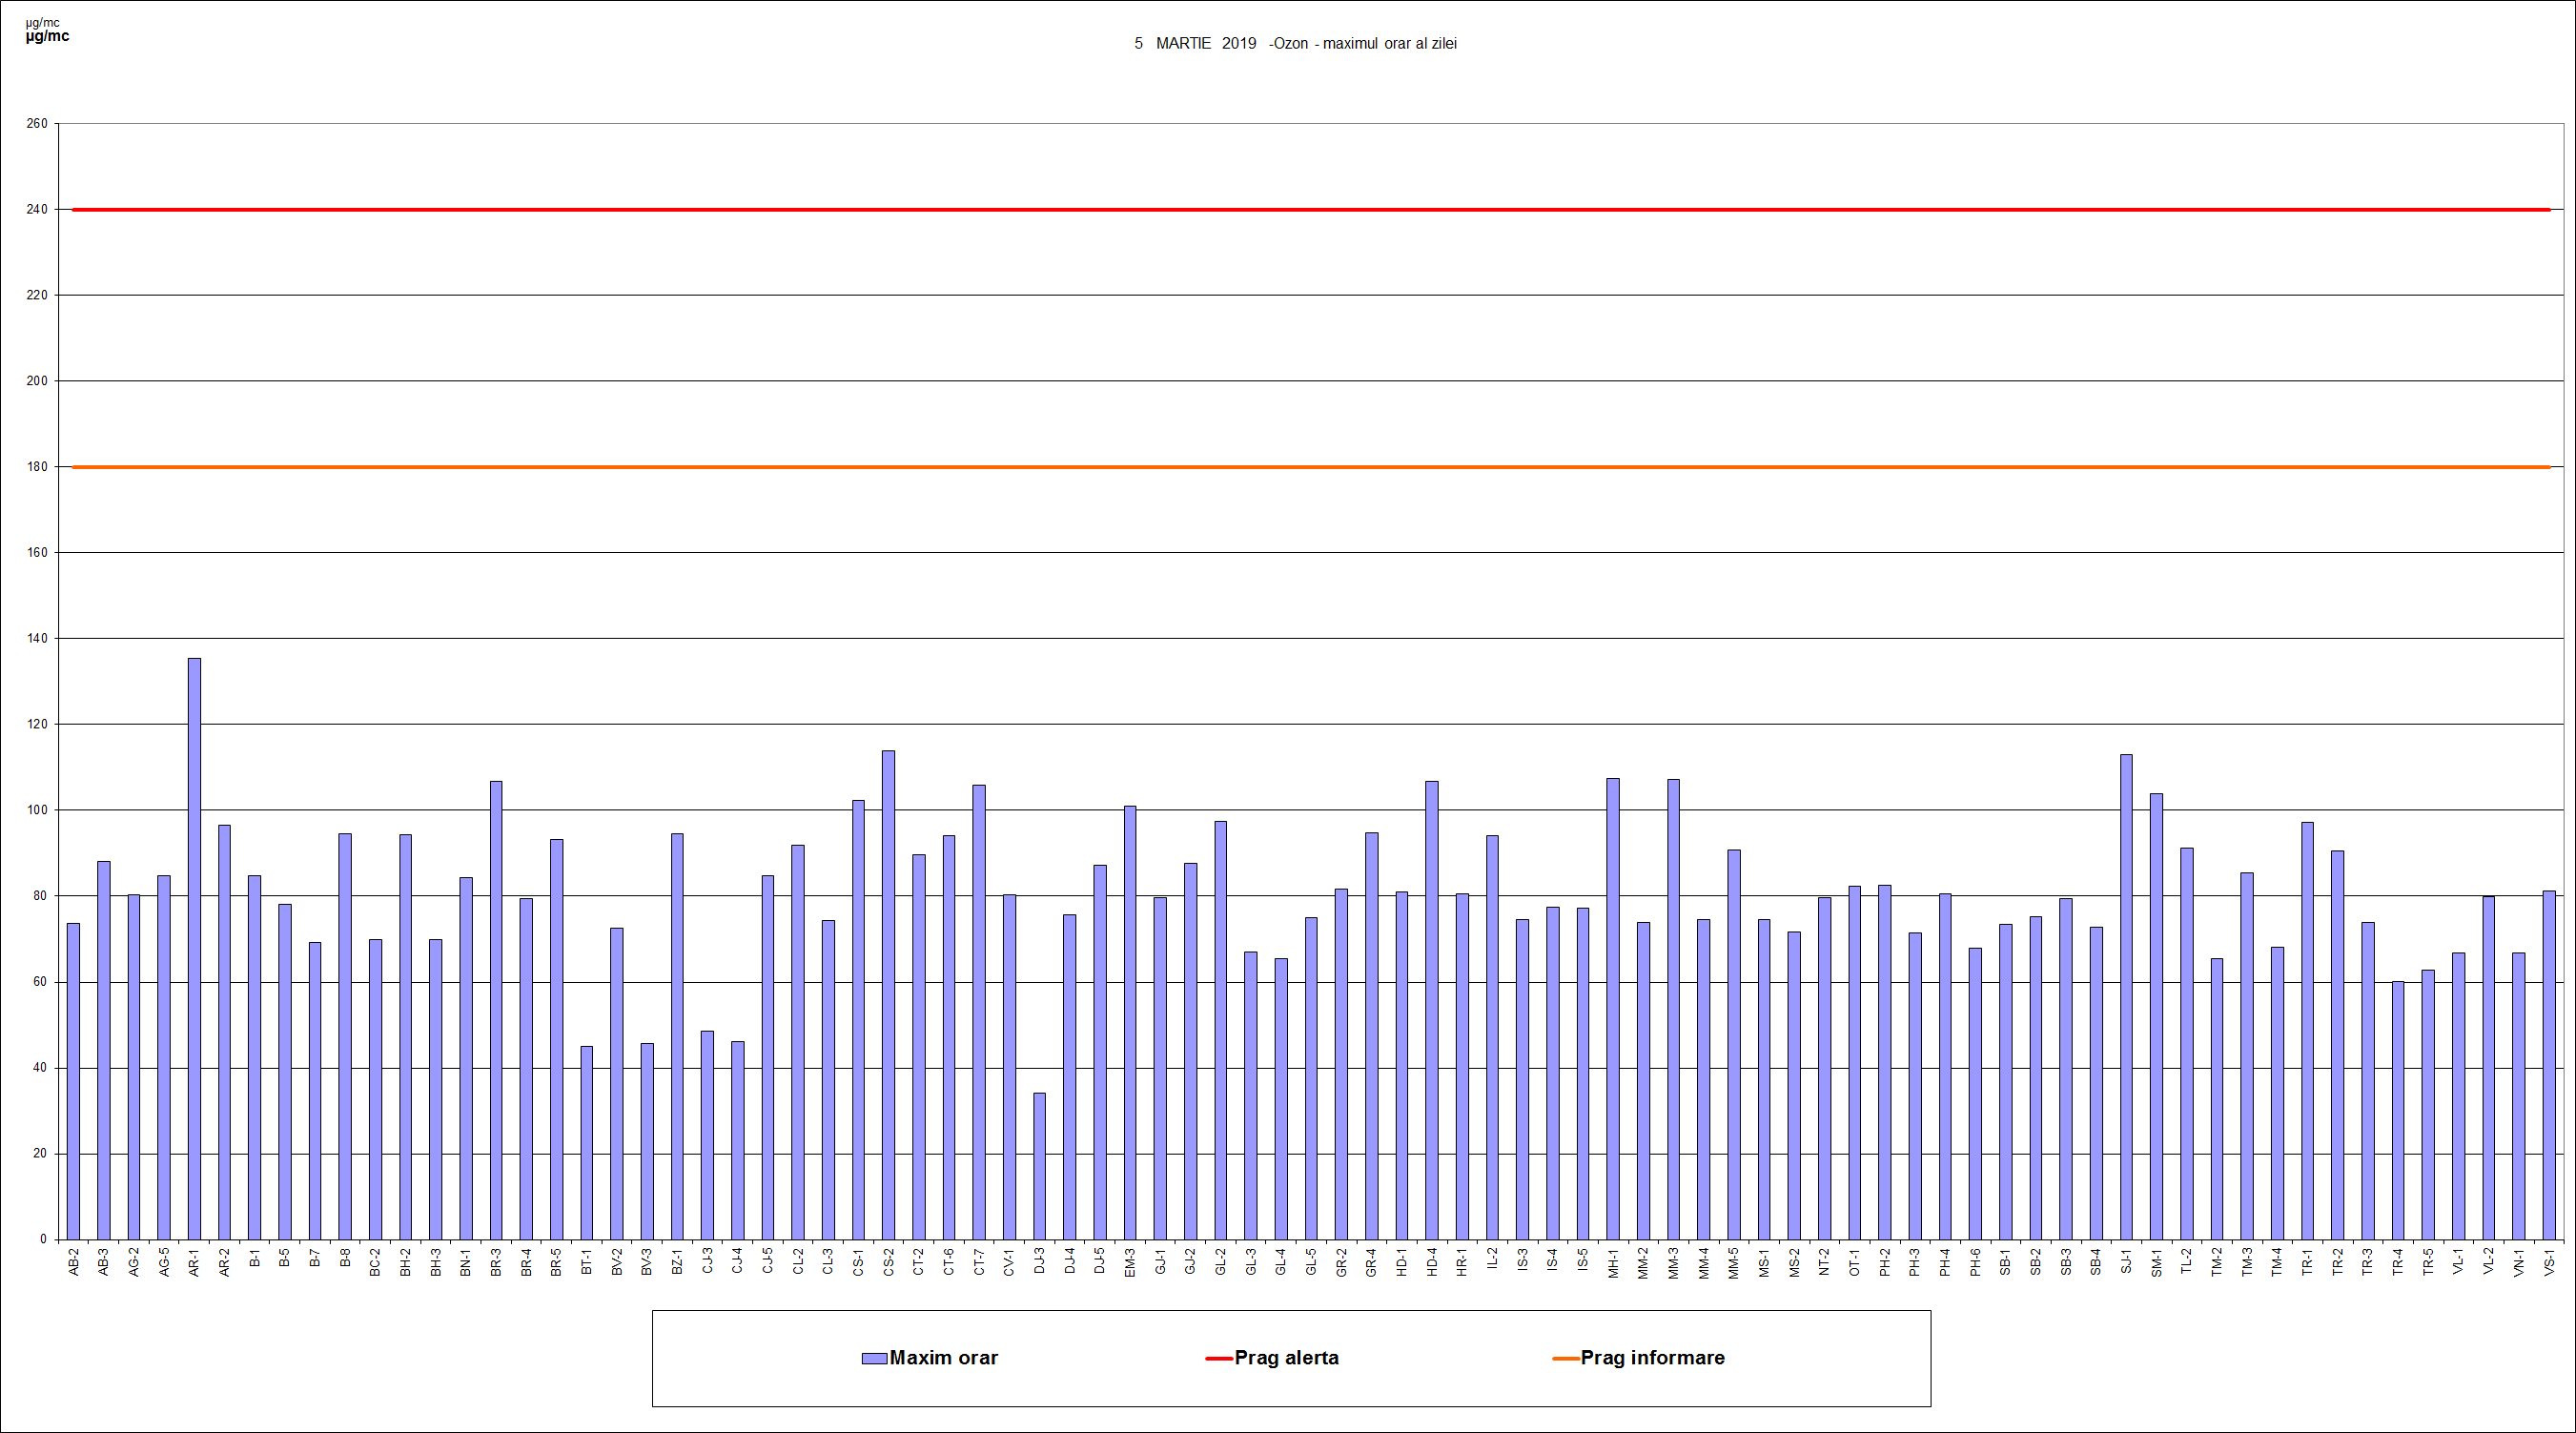 µg/mc
µg/mc
5 MARTIE 2019 -Ozon - maximul orar al zilei
260
240
220
200
180
160
140
120
100
80
60
40
20
0
AB-2 AB-3 AG-2 AG-5 AR-1 AR-2 B-1 B-5 B-7 B-8 BC-2 BH-2 BH-3 BN-1 BR-3 BR-4 BR-5 BT-1 BV-2 BV-3 BZ-1 CJ-3 CJ-4 CJ-5 CL-2 CL-3 CS-1 CS-2 CT-2 CT-6 CT-7 CV-1 DJ-3 DJ-4 DJ-5 EM-3 GJ-1 GJ-2 GL-2 GL-3 GL-4 GL-5 GR-2 GR-4 HD-1 HD-4 HR-1 IL-2 IS-3 IS-4 IS-5 MH-1 MM-2 MM-3 MM-4 MM-5 MS-1 MS-2 NT-2 OT-1 PH-2 PH-3 PH-4 PH-6 SB-1 SB-2 SB-3 SB-4 SJ-1 SM-1 TL-2 TM-2 TM-3 TM-4 TR-1 TR-2 TR-3 TR-4 TR-5 VL-1 VL-2 VN-1 VS-1
Maxim orar Prag alerta Prag informare